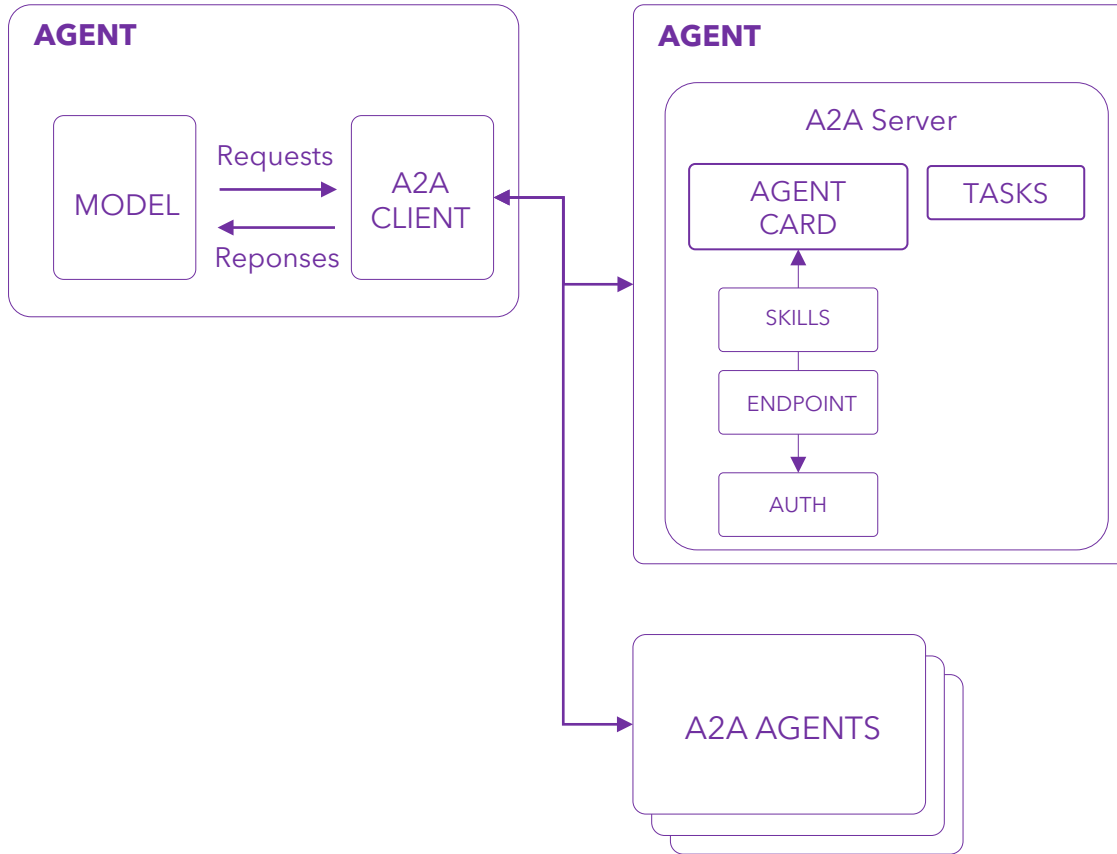 AGENT
MODEL
Requests
Reponses
A2A
CLIENT
AGENT
A2A Server
AGENT
CARD
TASKS
SKILLS
ENDPOINT
AUTH
A2A AGENTS